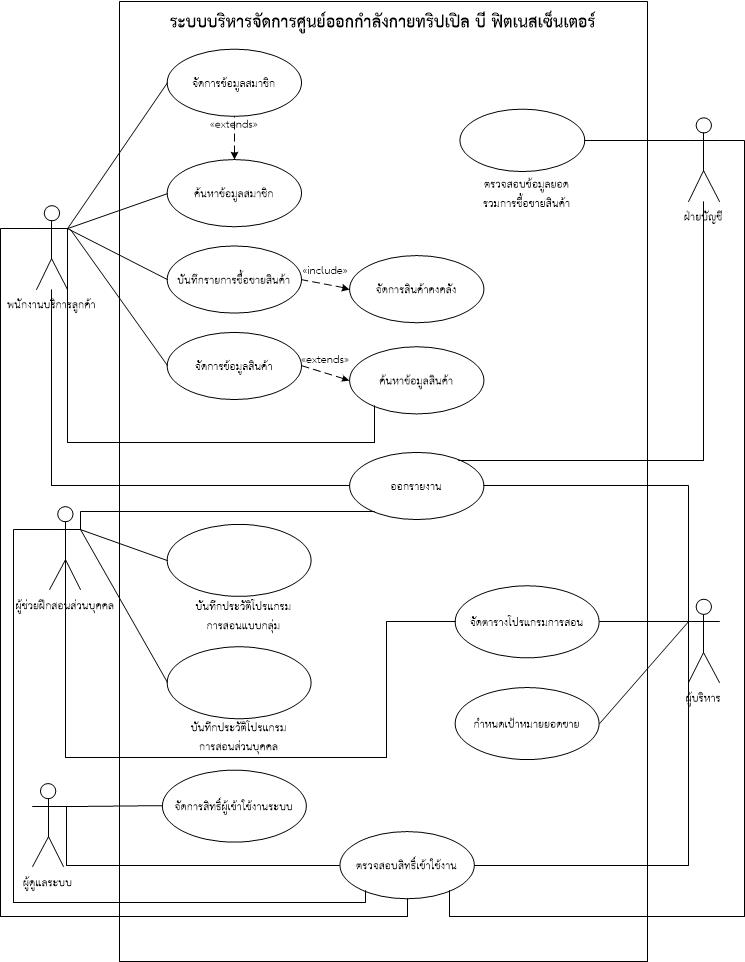 ระบบบริหารจัดการศูนย์ออกกำลังกายทริปเปิล บี ฟิตเนสเซ็นเตอร์
จัดการข้อมูลสมาชิก
«extends»
ค้นหาข้อมูลสมาชิก
ตรวจสอบข้อมูลยอด
รวมการซื้อขายสินค้า
ฝ่ายบัญชี
บันทึกรายการซื้อขายสินค้า
«include»
จัดการสินค้าคงคลัง
พนักงานบริการลูกค้า
จัดการข้อมูลสินค้า
«extends»
ค้นหาข้อมูลสินค้า
ออกรายงาน
ผู้ช่วยฝึกสอนส่วนบุคคล
บันทึกประวัติโปรแกรม
การสอนแบบกลุ่ม
จัดตารางโปรแกรมการสอน
ผู้บริหาร
บันทึกประวัติโปรแกรม
การสอนส่วนบุคคล
กำหนดเป้าหมายยอดขาย
จัดการสิทธิ์ผู้เข้าใช้งานระบบ
ตรวจสอบสิทธิ์เข้าใช้งาน
ผู้ดูแลระบบ